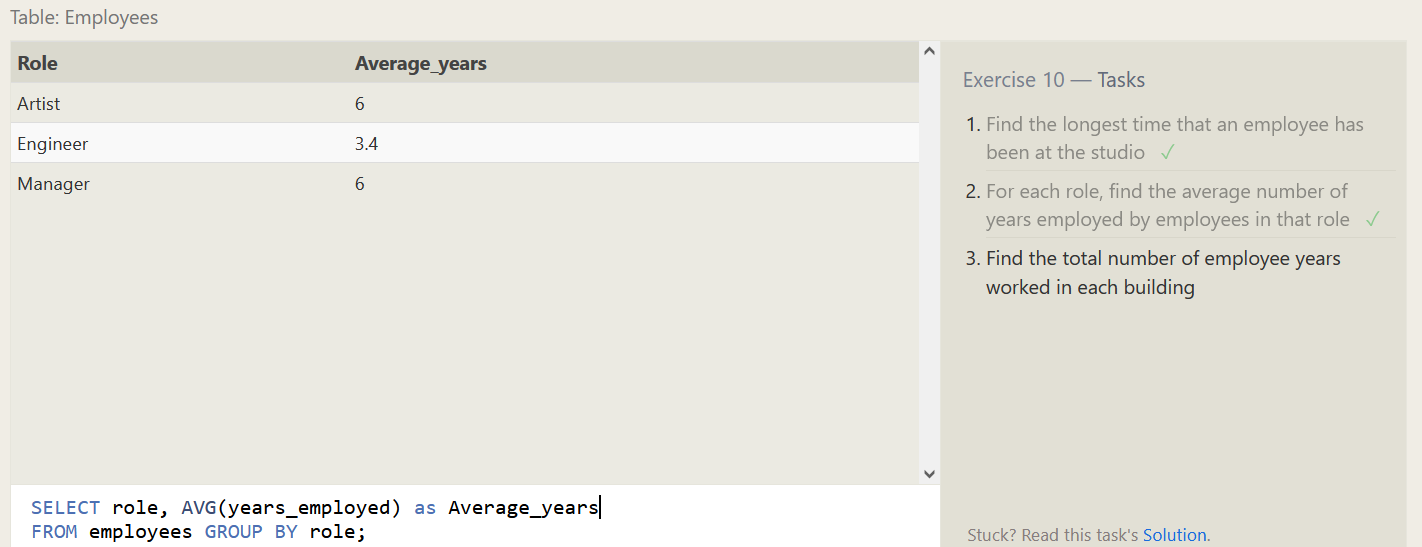 Table: Employees
Role Average_years
Artist 6
Engineer 3.4
Manager 6
SELECT role, AVG(years_employed) as Average_years
FROM employees GROUP BY role;
Exercise 10 — Tasks
1. Find the longest time that an employee has
been at the studio ✓
2. For each role, find the average number of
years employed by employees in that role ✓
3. Find the total number of employee years
worked in each building
Stuck? Read this task's Solution.